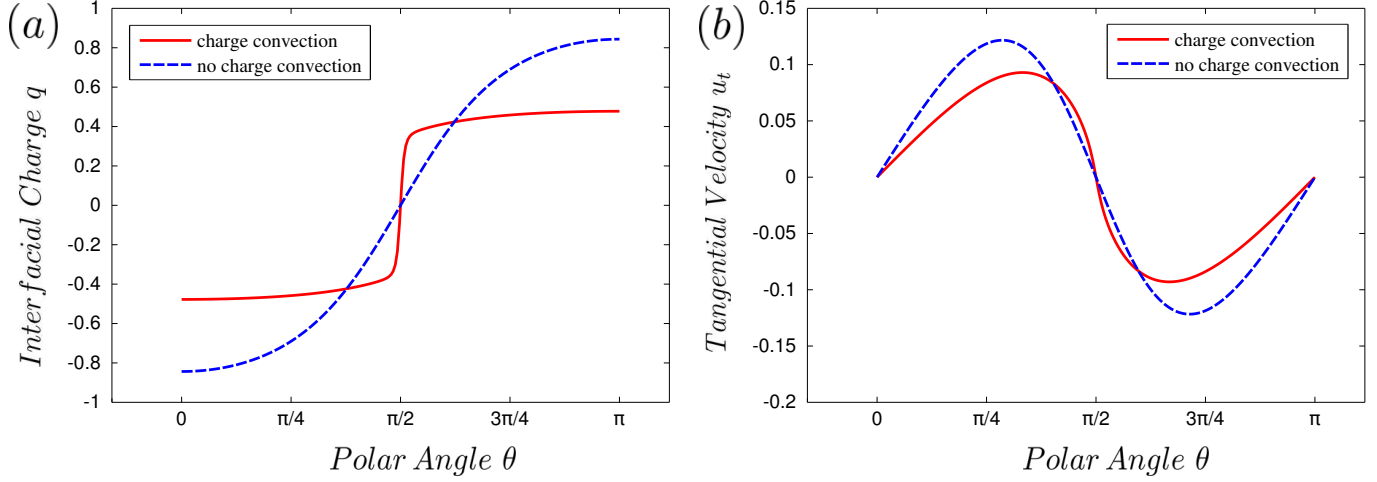 (a)
Interfacial Charge q
1
0.8
0.6
0.4
0.2
0
-0.2
-0.4
-0.6
-0.8
-1
charge convection
no charge convection
0 π/4 π/2 3π/4 π
Polar Angle θ
(b)
Tangential Velocity u_t
0.15
0.1
0.05
0
-0.05
-0.1
-0.15
-0.2
charge convection
no charge convection
0 π/4 π/2 3π/4 π
Polar Angle θ